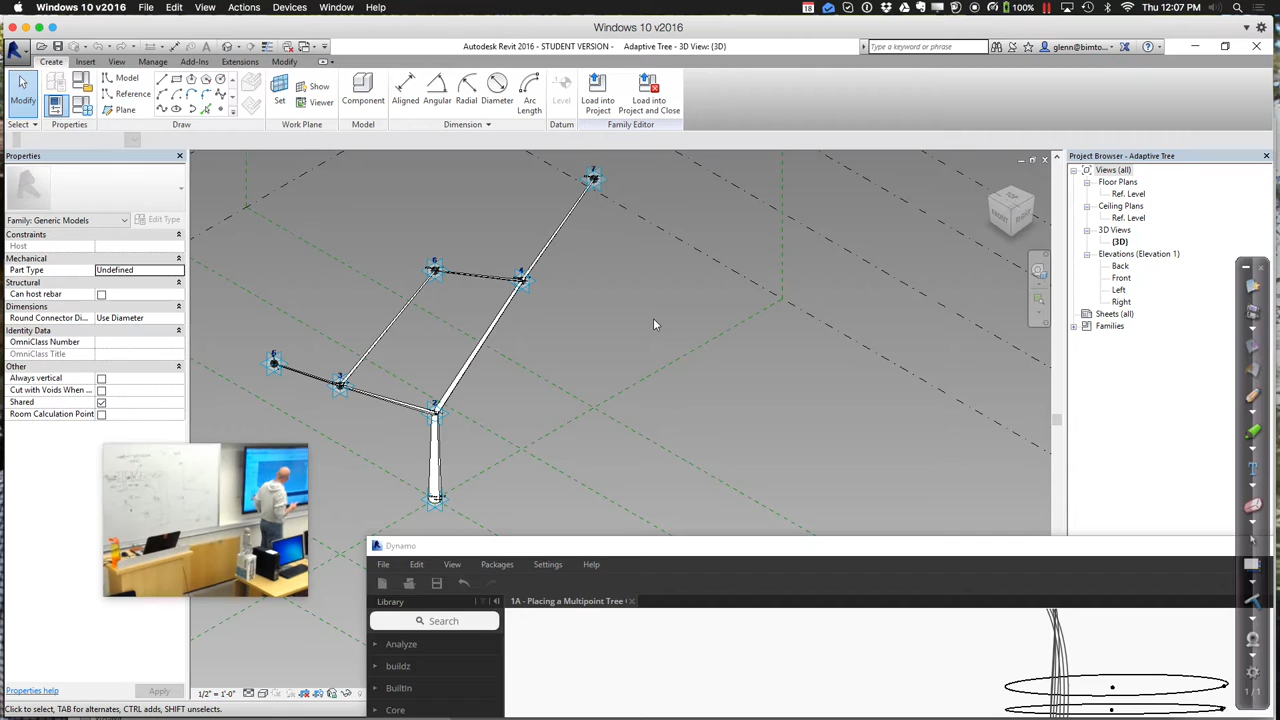 Windows 10 v2016 File Edit View Actions Devices Window Help 18 100% Thu 12:07 PM
Windows 10 v2016
Autodesk Revit 2016 - STUDENT VERSION - Adaptive Tree - 3D View: {3D} Type a keyword or phrase glenn@bimto...
Create Insert View Manage Add-Ins Extensions Modify
Model Reference Plane Show Viewer
Modify Set Component Aligned Angular Radial Diameter Arc Length Level Load into Project Load into Project and Close
Select Properties Draw Work Plane Model Dimension Datum Family Editor
Properties
Family: Generic Models Edit Type
Constraints
Host
Mechanical
Part Type Undefined
Structural
Can host rebar
Dimensions
Round Connector Di... Use Diameter
Identity Data
OmniClass Number
OmniClass Title
Other
Always vertical
Cut with Voids When ...
Shared
Room Calculation Point
Properties help Apply
Click to select, TAB for alternates, CTRL adds, SHIFT unselects.
FRONT RIGHT
1/2" = 1'-0"
Project Browser - Adaptive Tree
Views (all)
Floor Plans
Ref. Level
Ceiling Plans
Ref. Level
3D Views
{3D}
Elevations (Elevation 1)
Back
Front
Left
Right
Sheets (all)
Families
Dynamo
File Edit View Packages Settings Help
Library 1A - Placing a Multipoint Tree
Search
Analyze
buildz
BuiltIn
Core
1/1